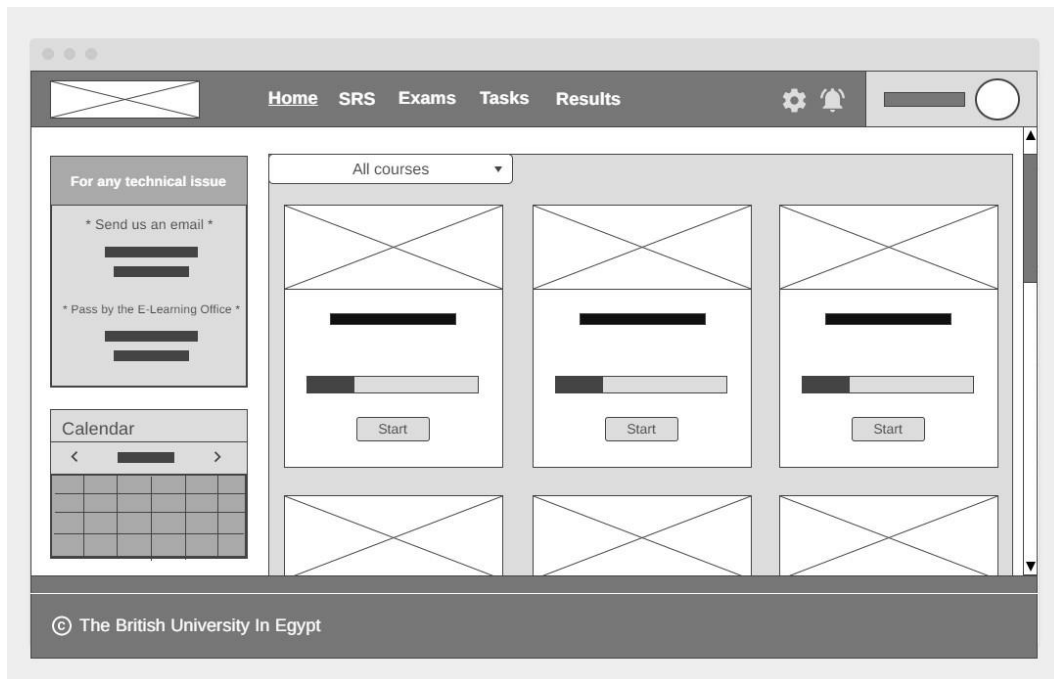 Home SRS Exams Tasks Results
For any technical issue
* Send us an email *
* Pass by the E-Learning Office *
Calendar
All courses
Start
Start
Start
© The British University In Egypt